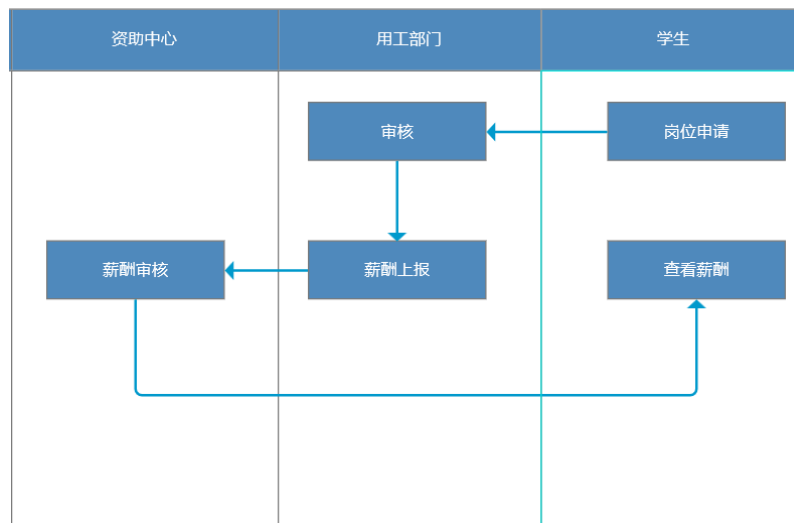 资助中心
用工部门
学生
审核
岗位申请
薪酬审核
薪酬上报
查看薪酬